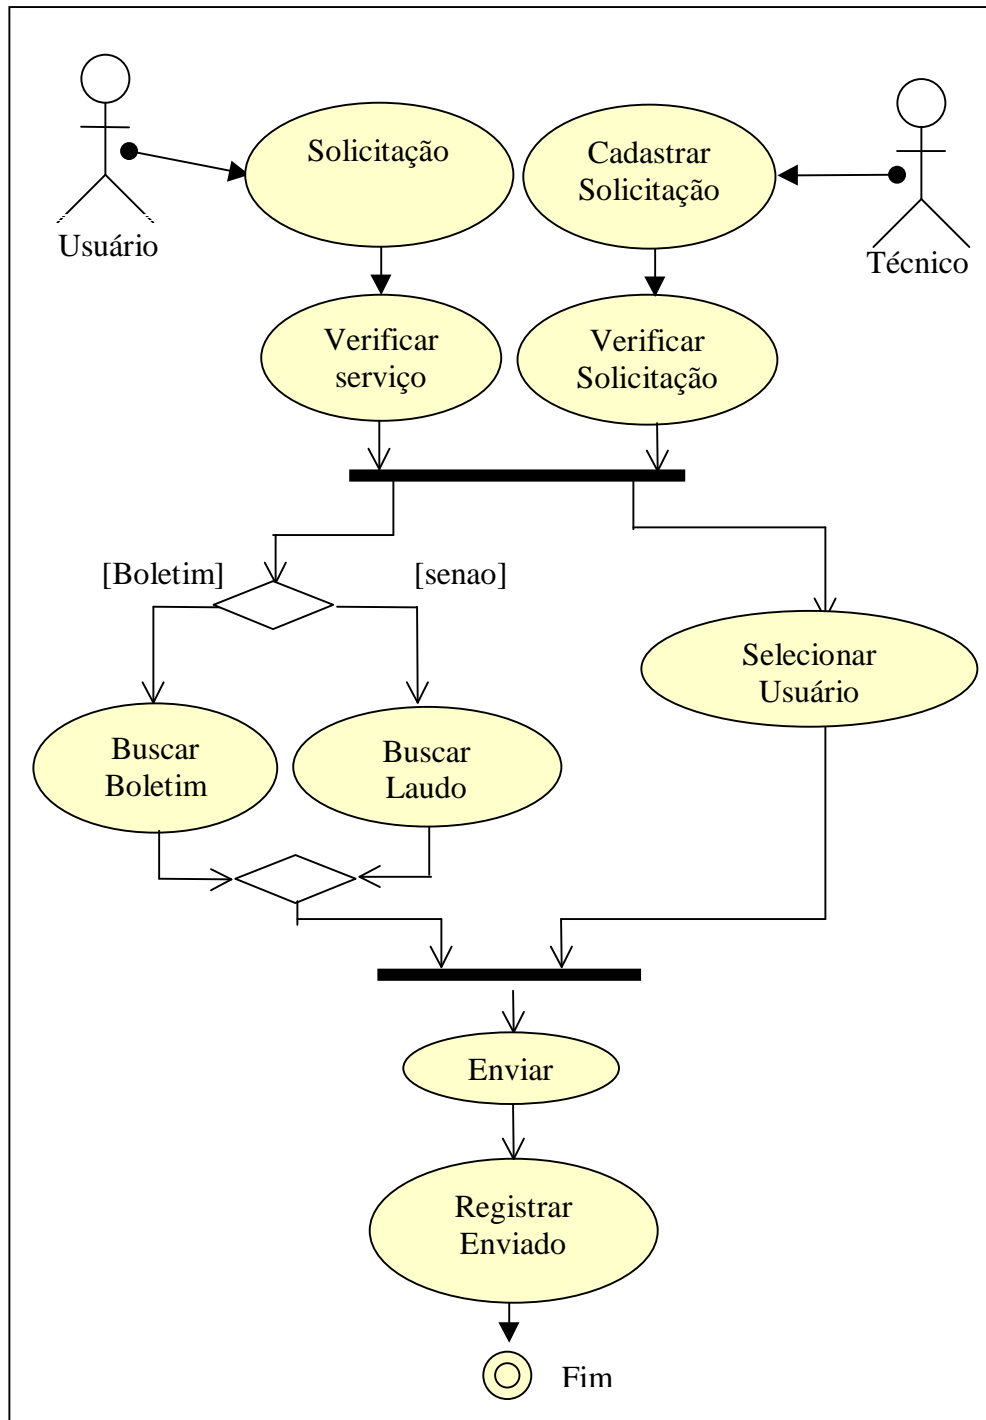 Usuário
Solicitação
Cadastrar
Solicitação
Técnico
Verificar
serviço
Verificar
Solicitação
[Boletim]
[senao]
Selecionar
Usuário
Buscar
Boletim
Buscar
Laudo
Enviar
Registrar
Enviado
Fim